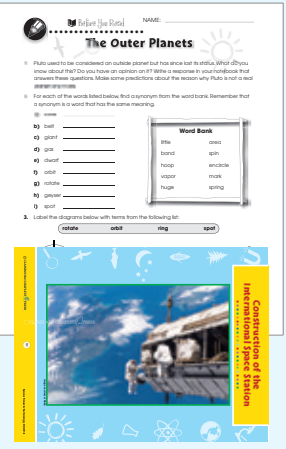 Before You Read
NAME:
The Outer Planets
Pluto used to be considered an outside planet but has since lost its status. What do you
know about this? Do you have an opinion on it? Write a response in your notebook that
answers these questions. Make some predictions about the reason why Pluto is not a real
For each of the words listed below, find a synonym from the word bank. Remember that
a synonym is a word that has the same meaning.
b) belt
c) giant
d) gas
e) dwarf
f) orbit
g) rotate
h) geyser
i) spot
Word Bank
little area
band spin
hoop encircle
vapor mark
huge spring
3. Label the diagrams below with terms from the following list:
rotate orbit ring spot
Construction of the
International Space Station